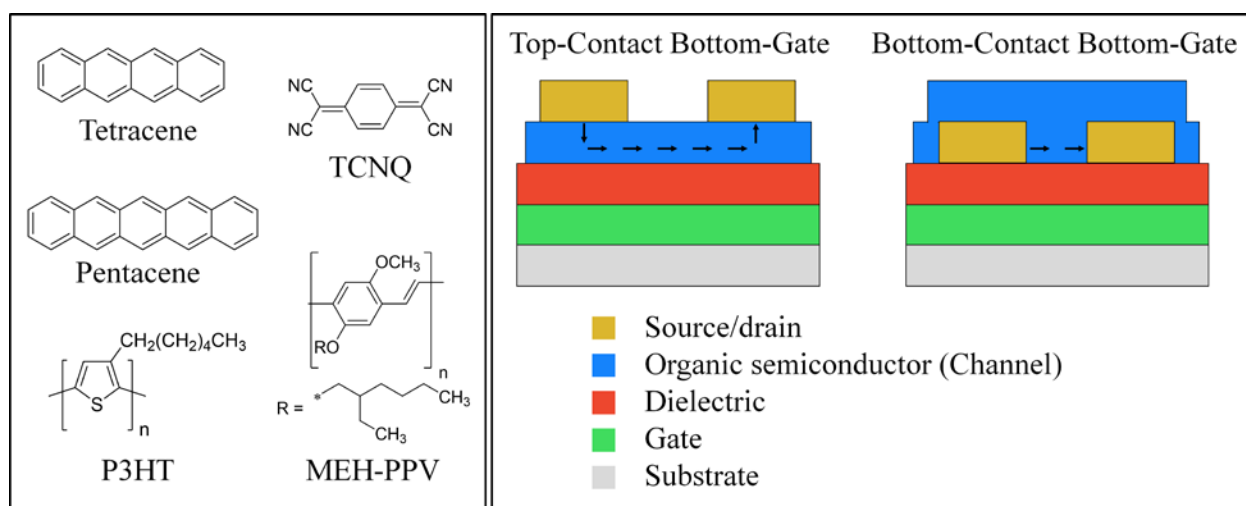 Tetracene
NC
CN
NC
CN
TCNQ
Pentacene
CH₂(CH₂)₄CH₃
S
n
P3HT
OCH₃
RO
n
R =
*
CH₃
CH₃
MEH-PPV
Top-Contact Bottom-Gate
Bottom-Contact Bottom-Gate
Source/drain
Organic semiconductor (Channel)
Dielectric
Gate
Substrate